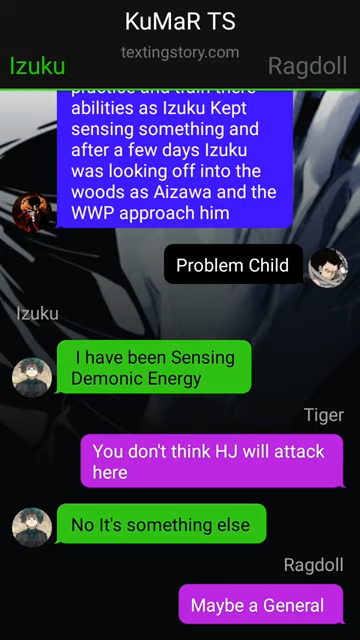 KuMaR TS
textingstory.com
Izuku
Ragdoll
practice and train there
abilities as Izuku Kept
sensing something and
after a few days Izuku
was looking off into the
woods as Aizawa and the
WWP approach him
Problem Child
Izuku
I have been Sensing
Demonic Energy
Tiger
You don't think HJ will attack
here
No It's something else
Ragdoll
Maybe a General